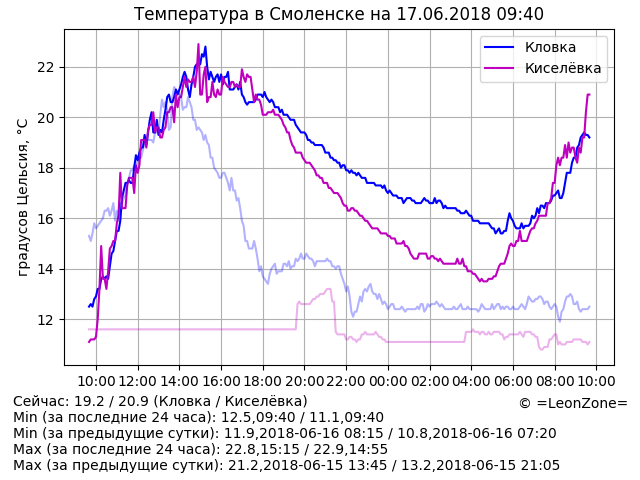 Температура в Смоленске на 17.06.2018 09:40
Кловка
Киселёвка
градусов Цельсия, °C
22
20
18
16
14
12
10:00 12:00 14:00 16:00 18:00 20:00 22:00 00:00 02:00 04:00 06:00 08:00 10:00
Сейчас: 19.2 / 20.9 (Кловка / Киселёвка)
© =LeonZone=
Min (за последние 24 часа): 12.5,09:40 / 11.1,09:40
Min (за предыдущие сутки): 11.9,2018-06-16 08:15 / 10.8,2018-06-16 07:20
Max (за последние 24 часа): 22.8,15:15 / 22.9,14:55
Max (за предыдущие сутки): 21.2,2018-06-15 13:45 / 13.2,2018-06-15 21:05